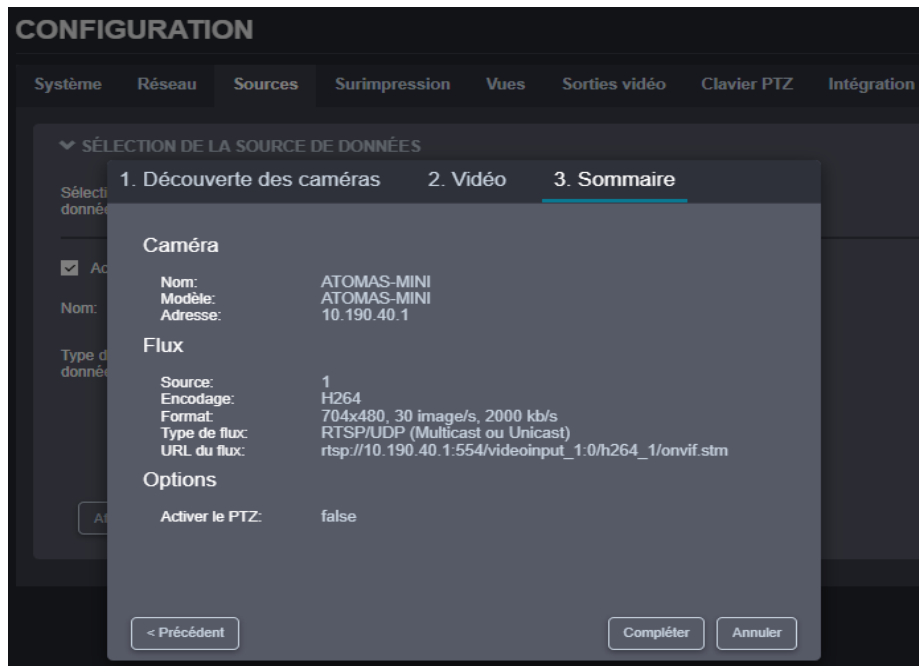 CONFIGURATION
Système Réseau Sources Surimpression Vues Sorties vidéo Clavier PTZ Intégration
SÉLECTION DE LA SOURCE DE DONNÉES
1. Découverte des caméras 2. Vidéo 3. Sommaire
Caméra
Nom: ATOMAS-MINI
Modèle: ATOMAS-MINI
Adresse: 10.190.40.1
Nom:
Flux
Source: 1
Encodage: H264
Format: 704x480, 30 image/s, 2000 kb/s
Type de flux: RTSP/UDP (Multicast ou Unicast)
URL du flux: rtsp://10.190.40.1:554/videoinput_1:0/h264_1/onvif.stm
Options
Activer le PTZ: false
< Précédent Compléter Annuler